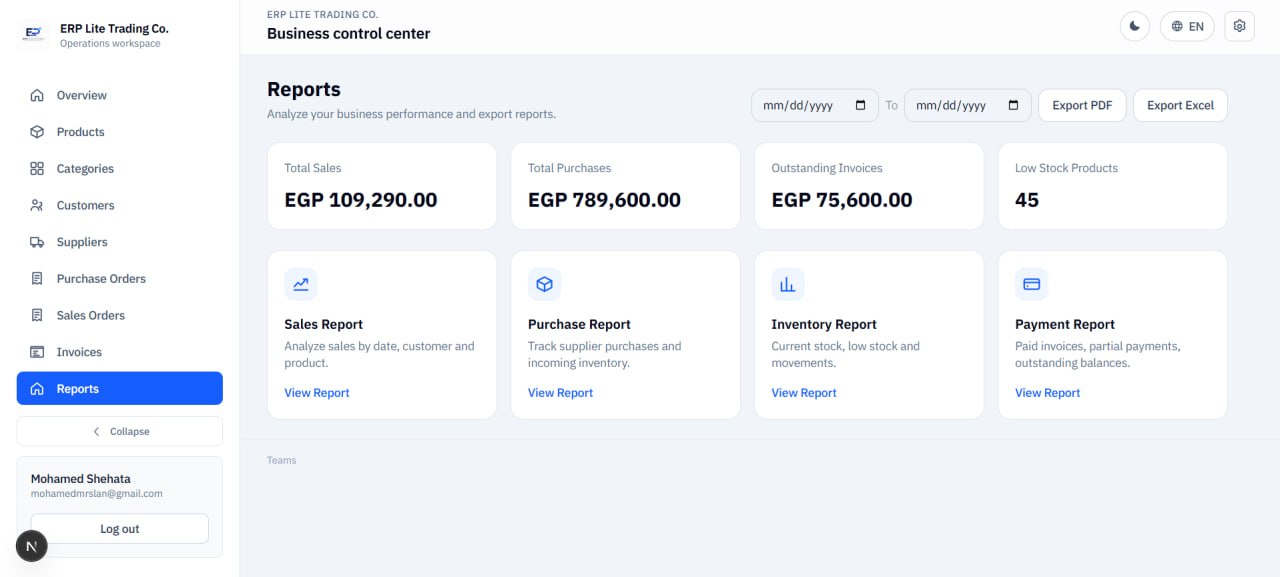 ERP Lite Trading Co.
Operations workspace
Overview
Products
Categories
Customers
Suppliers
Purchase Orders
Sales Orders
Invoices
Reports
Collapse
Mohamed Shehata
mohamedmrslan@gmail.com
Log out
N
ERP LITE TRADING CO.
Business control center
EN
Reports
Analyze your business performance and export reports.
mm/dd/yyyy To mm/dd/yyyy Export PDF Export Excel
Total Sales
EGP 109,290.00
Total Purchases
EGP 789,600.00
Outstanding Invoices
EGP 75,600.00
Low Stock Products
45
Sales Report
Analyze sales by date, customer and
product.
View Report
Purchase Report
Track supplier purchases and
incoming inventory.
View Report
Inventory Report
Current stock, low stock and
movements.
View Report
Payment Report
Paid invoices, partial payments,
outstanding balances.
View Report
Teams